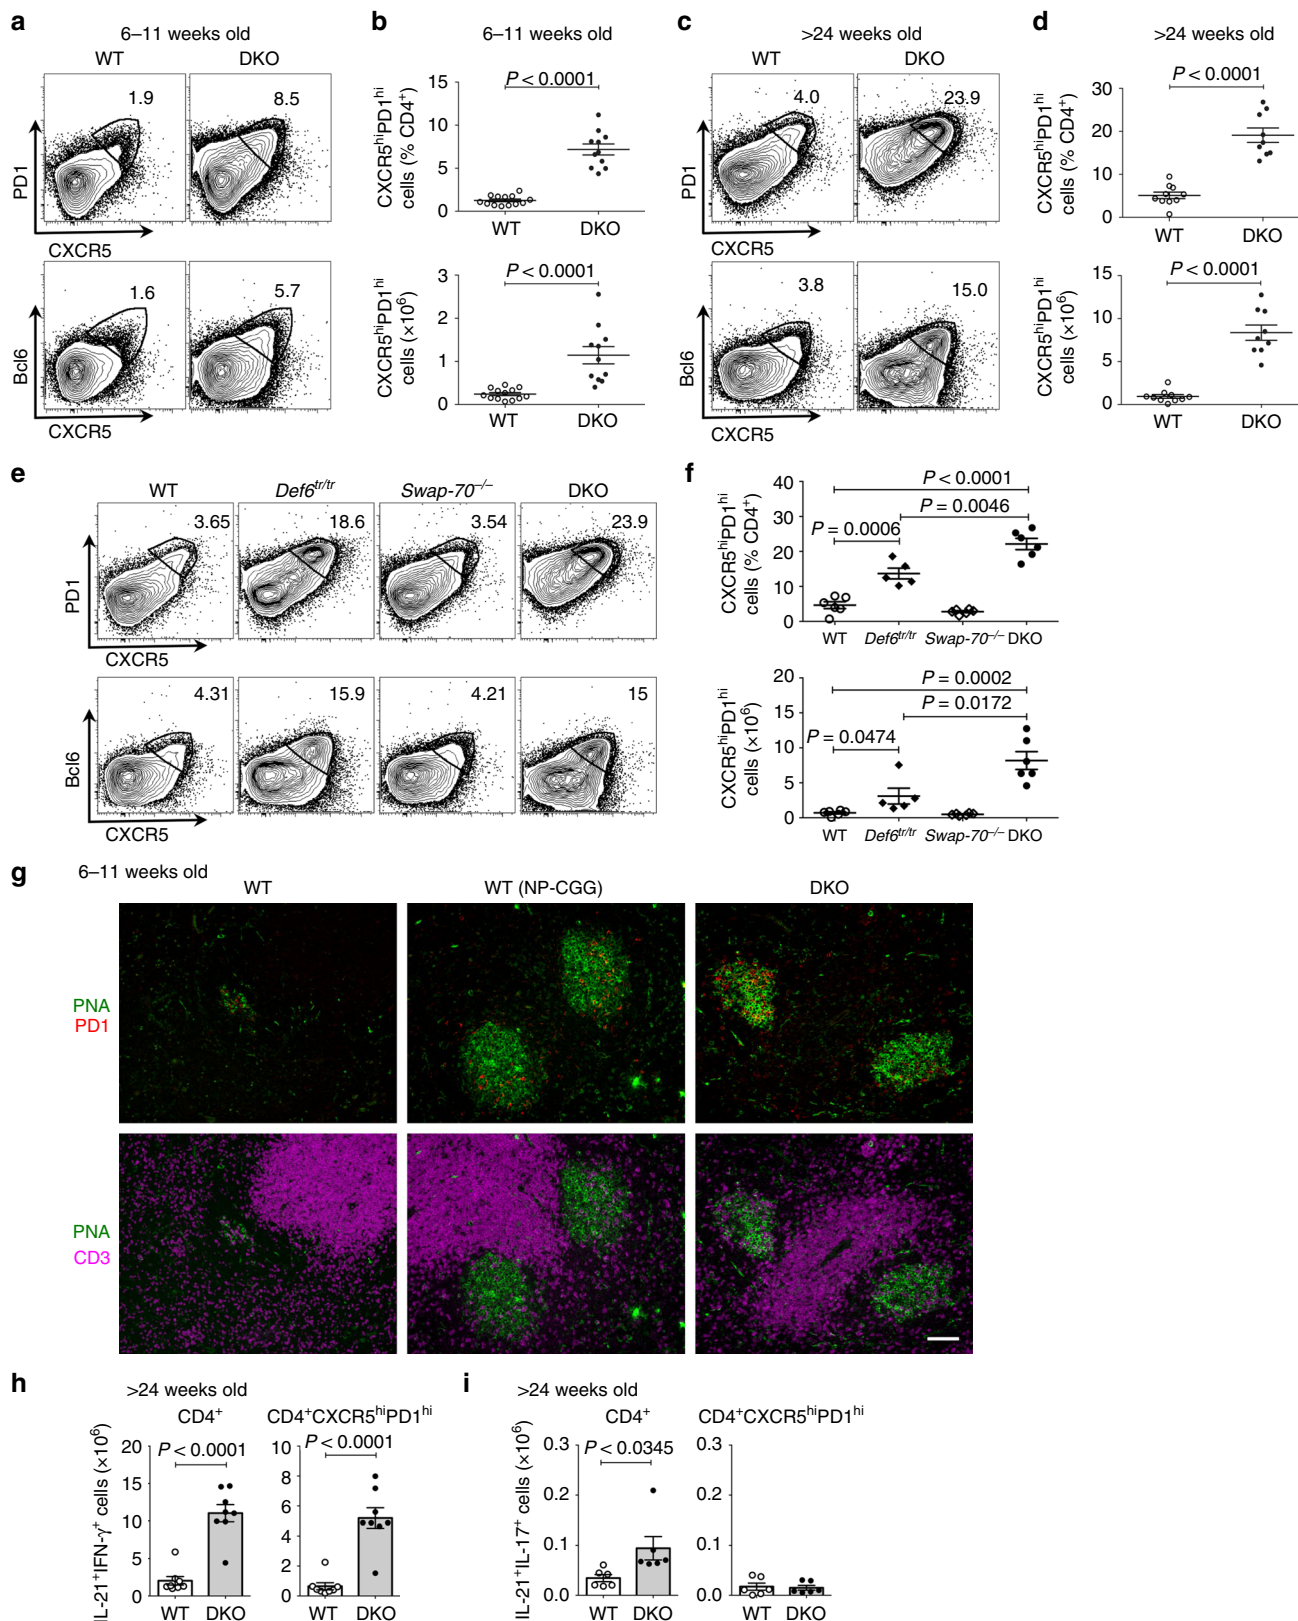 a
6–11 weeks old
WT
DKO
1.9
8.5
PD1
CXCR5
1.6
5.7
Bcl6
CXCR5
b
6–11 weeks old
P < 0.0001
15
10
5
0
CXCR5hiPD1hi
cells (% CD4+)
WT
DKO
P < 0.0001
3
2
1
0
CXCR5hiPD1hi
cells (×10⁶)
WT
DKO
c
>24 weeks old
WT
DKO
4.0
23.9
PD1
CXCR5
3.8
15.0
Bcl6
CXCR5
d
>24 weeks old
P < 0.0001
30
20
10
0
CXCR5hiPD1hi
cells (% CD4+)
WT
DKO
P < 0.0001
15
10
5
0
CXCR5hiPD1hi
cells (×10⁶)
WT
DKO
e
WT
Def6tr/tr
Swap-70–/–
DKO
3.65
18.6
3.54
23.9
PD1
CXCR5
4.31
15.9
4.21
15
Bcl6
CXCR5
f
P < 0.0001
P = 0.0046
P = 0.0006
40
30
20
10
0
CXCR5hiPD1hi
cells (% CD4+)
WT
Def6tr/tr
Swap-70–/–
DKO
P = 0.0002
P = 0.0172
P = 0.0474
20
15
10
5
0
CXCR5hiPD1hi
cells (×10⁶)
WT
Def6tr/tr
Swap-70–/–
DKO
g
6–11 weeks old
WT
WT (NP-CGG)
DKO
PNA
PD1
PNA
CD3
h
>24 weeks old
CD4+
CD4+CXCR5hiPD1hi
IL-21+IFN-γ+ cells (×10⁶)
P < 0.0001
20
15
10
5
0
WT
DKO
P < 0.0001
10
8
6
4
2
0
WT
DKO
i
>24 weeks old
CD4+
CD4+CXCR5hiPD1hi
IL-21+IL-17+ cells (×10⁶)
P < 0.0345
0.3
0.2
0.1
0.0
WT
DKO
0.3
0.2
0.1
0.0
WT
DKO